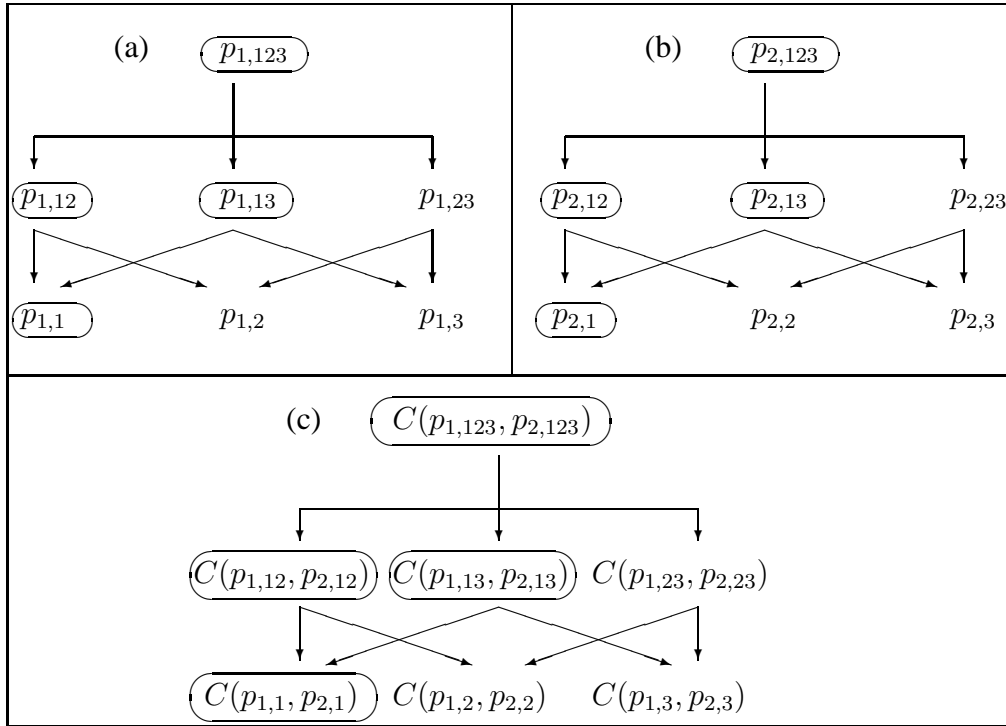 (a) p_{1,123}
p_{1,12} p_{1,13} p_{1,23}
p_{1,1} p_{1,2} p_{1,3}
(b) p_{2,123}
p_{2,12} p_{2,13} p_{2,23}
p_{2,1} p_{2,2} p_{2,3}
(c) C(p_{1,123}, p_{2,123})
C(p_{1,12}, p_{2,12}) C(p_{1,13}, p_{2,13}) C(p_{1,23}, p_{2,23})
C(p_{1,1}, p_{2,1}) C(p_{1,2}, p_{2,2}) C(p_{1,3}, p_{2,3})